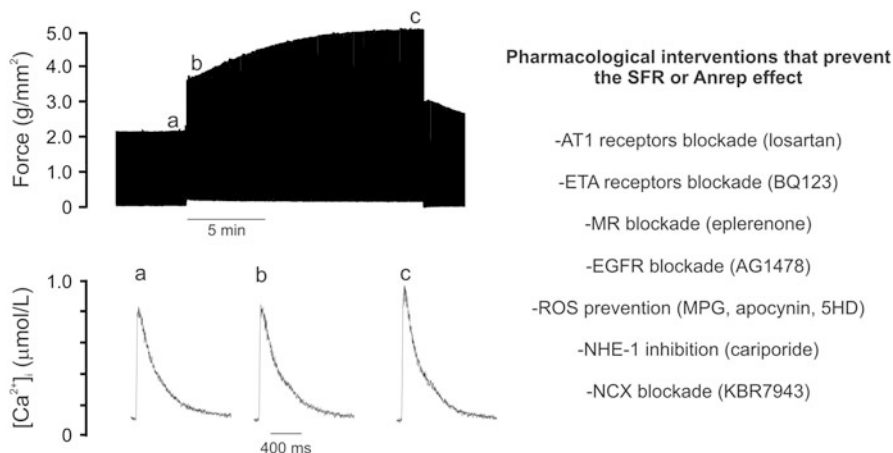 5.0
4.0
3.0
2.0
1.0
0
Force (g/mm²)
a
b
c
5 min
1.0
0
[Ca²⁺]ᵢ (μmol/L)
a
b
c
400 ms
Pharmacological interventions that prevent
the SFR or Anrep effect
-AT1 receptors blockade (losartan)
-ETA receptors blockade (BQ123)
-MR blockade (eplerenone)
-EGFR blockade (AG1478)
-ROS prevention (MPG, apocynin, 5HD)
-NHE-1 inhibition (cariporide)
-NCX blockade (KBR7943)